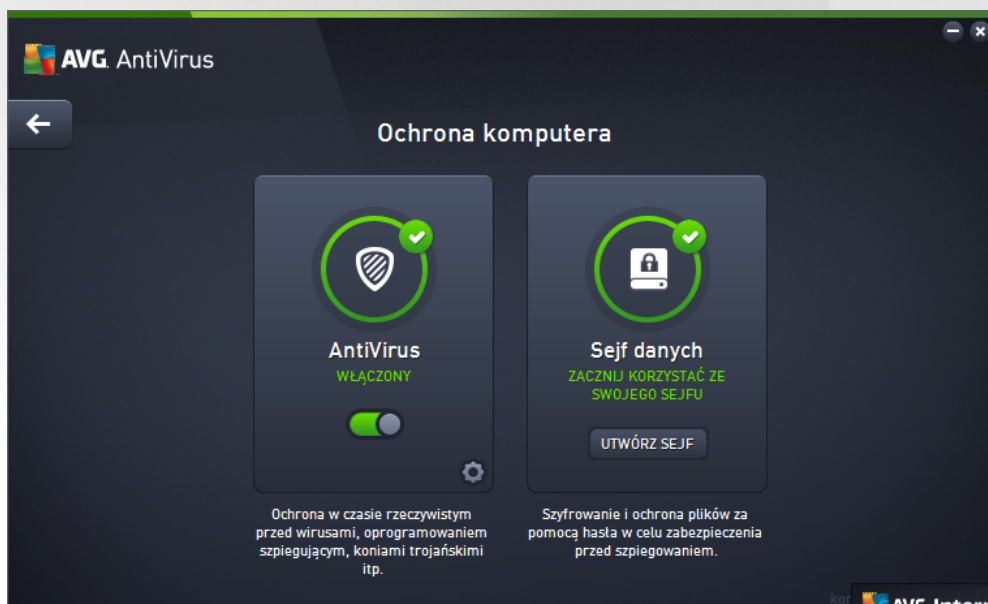 AVG. AntiVirus
Ochrona komputera
AntiVirus
WŁĄCZONY
Ochrona w czasie rzeczywistym
przed wirusami, oprogramowaniem
szpiegującym, koniami trojańskimi
itp.
Sejf danych
ZACZNIJ KORZYSTAĆ ZE
SWOJEGO SEJFU
UTWÓRZ SEJF
Szyfrowanie i ochrona plików za
pomocą hasła w celu zabezpieczenia
przed szpiegowaniem.
AVG